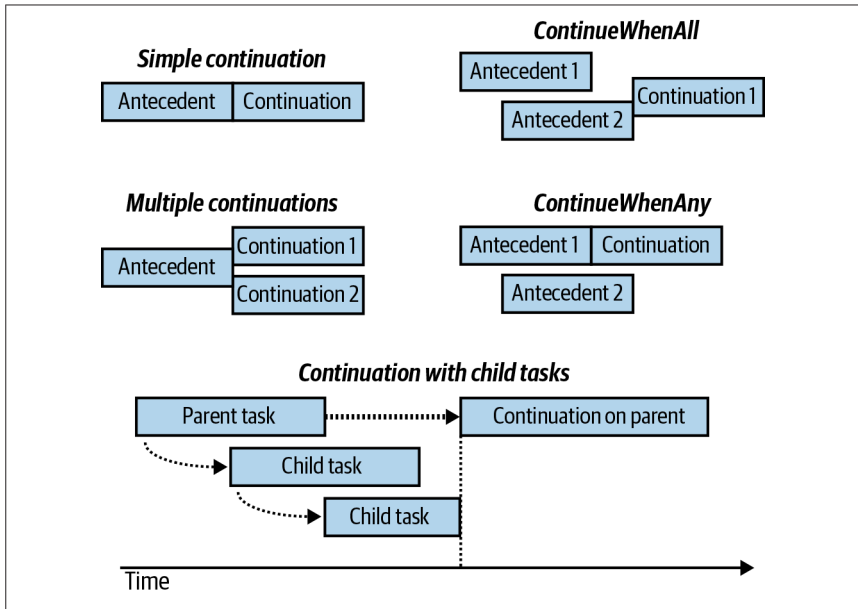 Simple continuation
Antecedent
Continuation
ContinueWhenAll
Antecedent 1
Continuation 1
Antecedent 2
Multiple continuations
Antecedent
Continuation 1
Continuation 2
ContinueWhenAny
Antecedent 1
Continuation
Antecedent 2
Continuation with child tasks
Parent task
Continuation on parent
Child task
Child task
Time